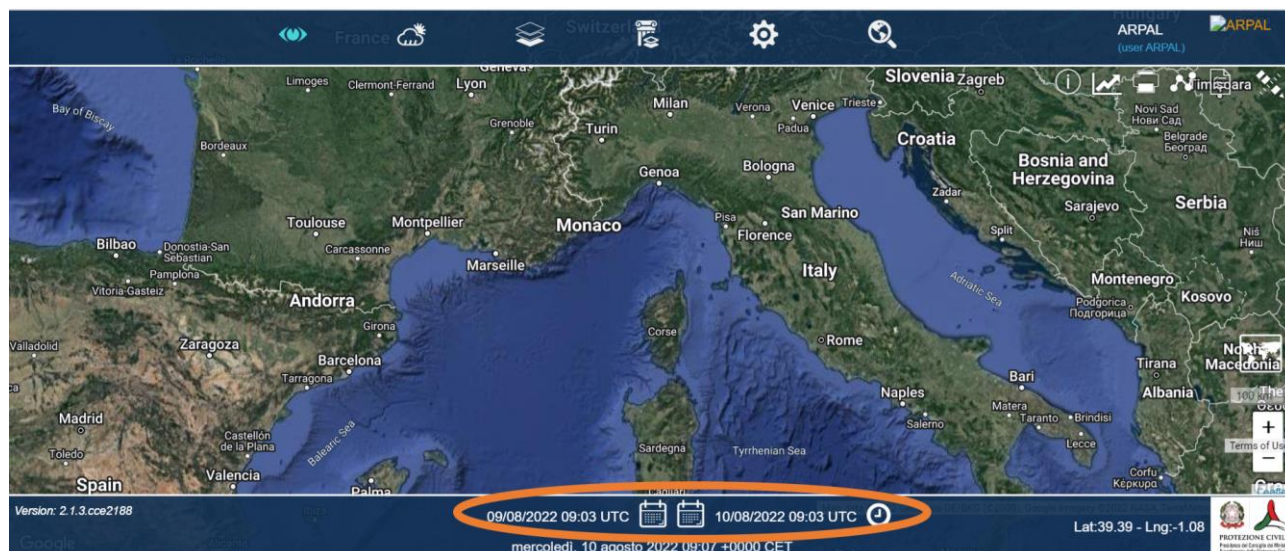 Hungary
France
Switzerland
ARPAL
ARPAL
(user ARPAL)
Limoges
Clermont-Ferrand
Lyon
Geneva
Slovenia
Zagreb
Timișoara
Bay of Biscay
Milan
Verona
Venice
Trieste
Novi Sad
Нови Сад
Grenoble
Turin
Padua
Belgrade
Београд
Bordeaux
Croatia
Genoa
Bologna
Bosnia and
Herzegovina
Zadar
Sarajevo
Serbia
Toulouse
Montpellier
Monaco
Pisa
San Marino
Florence
Split
Niš
Ниш
Bilbao
Donostia-San
Sebastian
Carcassonne
Marseille
Italy
Adriatic Sea
Pamplona
Vitoria-Gasteiz
Andorra
Montenegro
Podgorica
Подгорица
Kosovo
Girona
Corse
Rome
Valladolid
Zaragoza
Barcelona
Tarragona
North
Macedonia
Tirana
Bari
Naples
Matera
Taranto
Brindisi
Albania
100 km
Madrid
Salerno
Lecce
Toledo
Castellón
de la Plana
Balearic Sea
Sardegna
Tyrrhenian Sea
+
Terms of Use
−
Spain
Valencia
Palma
Cagliari
Corfu
Κέρκυρα
Version: 2.1.3.cce2188
09/08/2022 09:03 UTC
10/08/2022 09:03 UTC
Lat:39.39 - Lng:-1.08
Google
Ibiza
mercoledì, 10 agosto 2022 09:07 +0000 CET
PROTEZIONE CIVILE